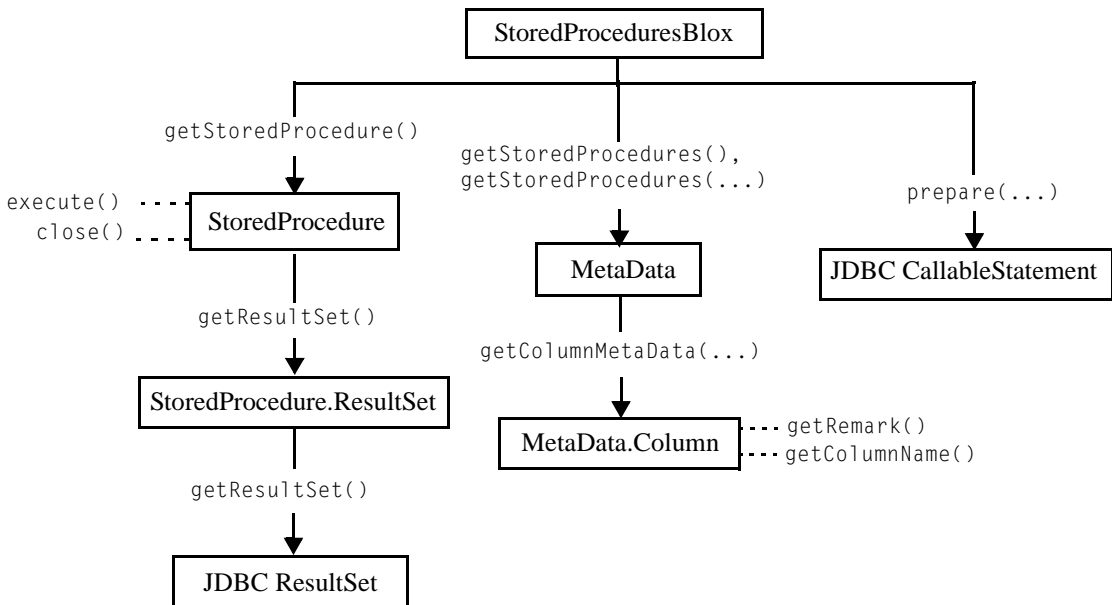 StoredProceduresBlox
getStoredProcedure()
getStoredProcedures(),
getStoredProcedures(...)
prepare(...)
execute()
close()
StoredProcedure
MetaData
JDBC CallableStatement
getResultSet()
getColumnMetaData(...)
StoredProcedure.ResultSet
MetaData.Column
getRemark()
getColumnName()
getResultSet()
JDBC ResultSet